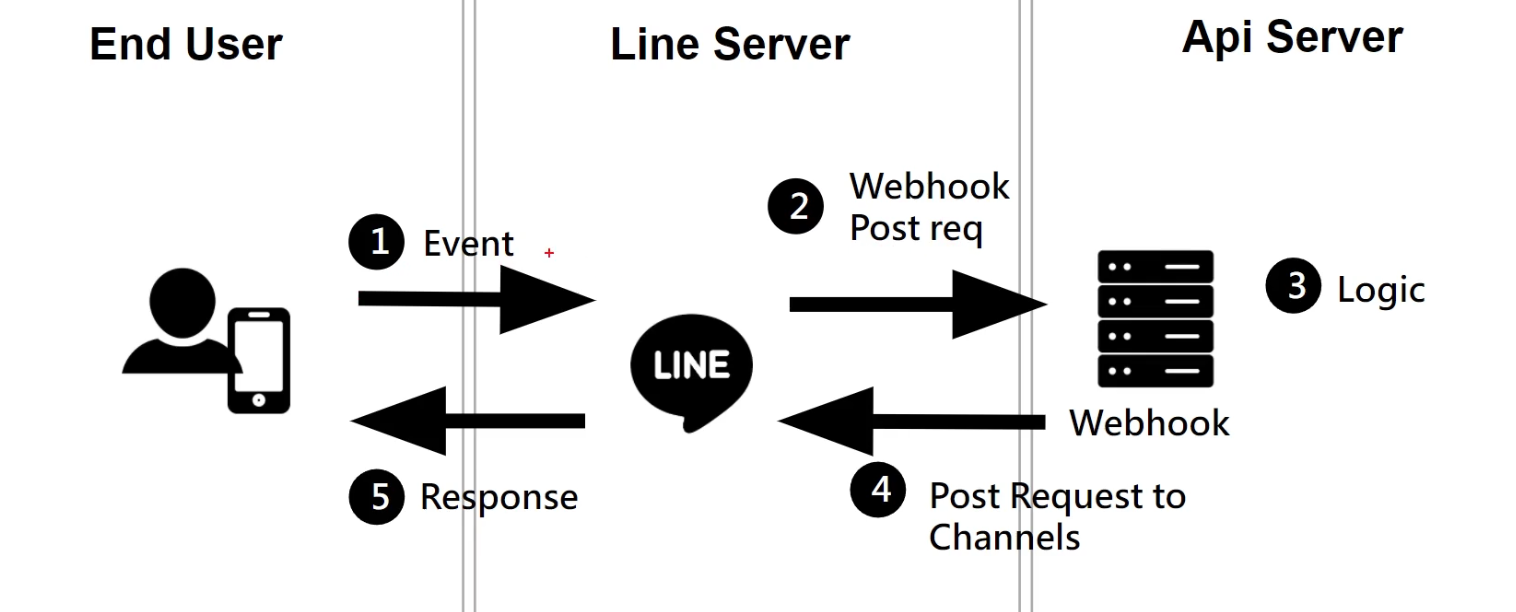 End User
Line Server
Api Server
1 Event
2 Webhook
Post req
3 Logic
LINE
Webhook
4 Post Request to
Channels
5 Response